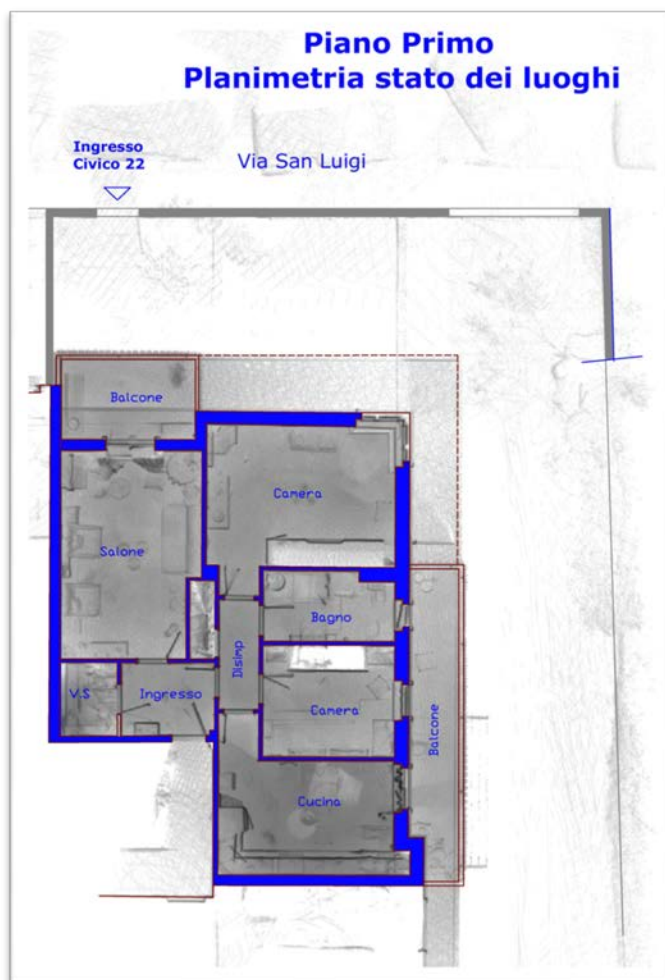 Piano Primo
Planimetria stato dei luoghi
Ingresso
Civico 22
Via San Luigi
Balcone
Camera
Salone
Bagno
Disimp
V.S
Ingresso
Camera
Balcone
Cucina